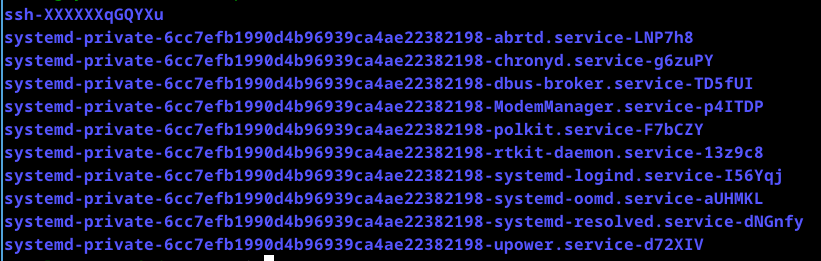 ssh-XXXXXXqGQYXu
systemd-private-6cc7efb1990d4b96939ca4ae22382198-abrtd.service-LNP7h8
systemd-private-6cc7efb1990d4b96939ca4ae22382198-chronyd.service-g6zuPY
systemd-private-6cc7efb1990d4b96939ca4ae22382198-dbus-broker.service-TD5fUI
systemd-private-6cc7efb1990d4b96939ca4ae22382198-ModemManager.service-p4ITDP
systemd-private-6cc7efb1990d4b96939ca4ae22382198-polkit.service-F7bCZY
systemd-private-6cc7efb1990d4b96939ca4ae22382198-rtkit-daemon.service-13z9c8
systemd-private-6cc7efb1990d4b96939ca4ae22382198-systemd-logind.service-I56Yqj
systemd-private-6cc7efb1990d4b96939ca4ae22382198-systemd-oomd.service-aUHMKL
systemd-private-6cc7efb1990d4b96939ca4ae22382198-systemd-resolved.service-dNGnfy
systemd-private-6cc7efb1990d4b96939ca4ae22382198-upower.service-d72XIV